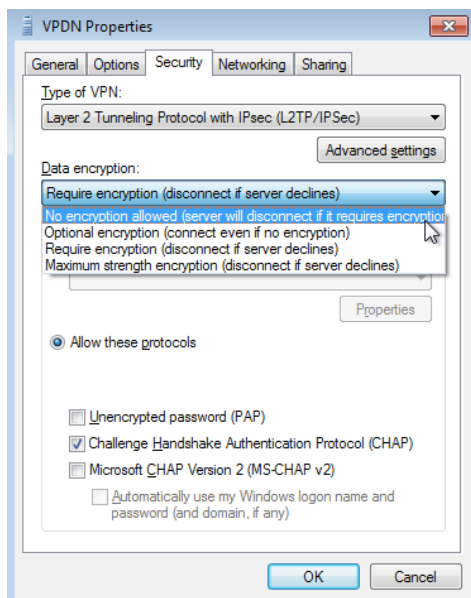 VPDN Properties
General Options Security Networking Sharing
Type of VPN:
Layer 2 Tunneling Protocol with IPsec (L2TP/IPSec)
Advanced settings
Data encryption:
Require encryption (disconnect if server declines)
No encryption allowed (server will disconnect if it requires encryption
Optional encryption (connect even if no encryption)
Require encryption (disconnect if server declines)
Maximum strength encryption (disconnect if server declines)
Properties
Allow these protocols
Unencrypted password (PAP)
Challenge Handshake Authentication Protocol (CHAP)
Microsoft CHAP Version 2 (MS-CHAP v2)
Automatically use my Windows logon name and
password (and domain, if any)
OK Cancel